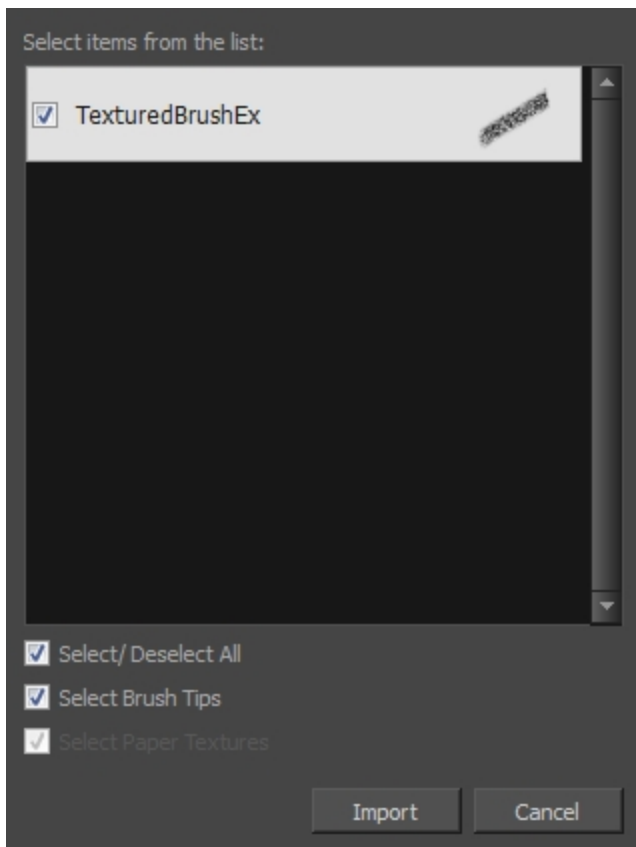 Select items from the list:
TexturedBrushEx
Select/ Deselect All
Select Brush Tips
Select Paper Textures
Import
Cancel